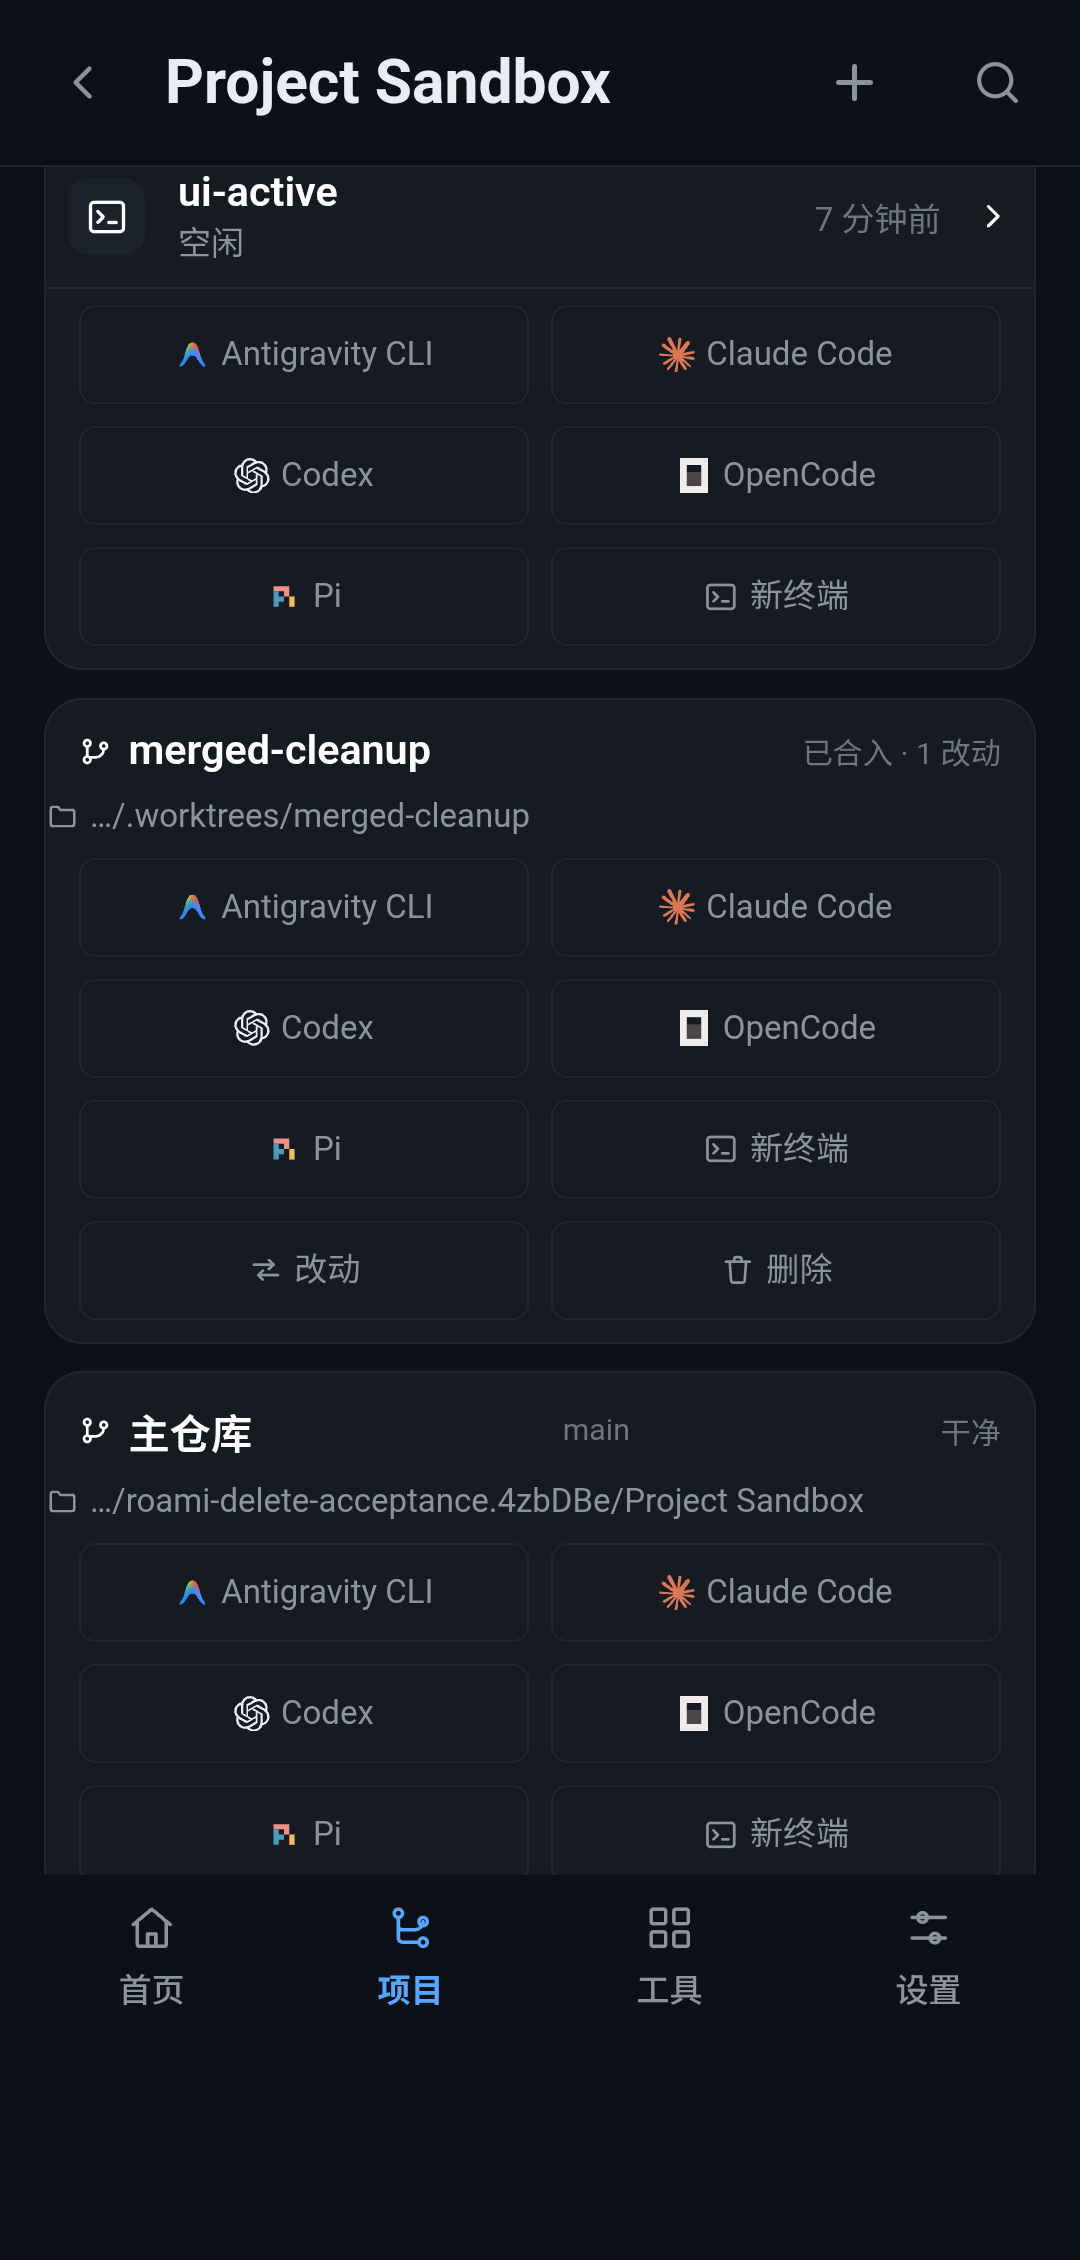 Project Sandbox
ui-active
空闲
7 分钟前
Antigravity CLI
Claude Code
Codex
OpenCode
Pi
新终端
merged-cleanup
已合入 · 1 改动
…/.worktrees/merged-cleanup
Antigravity CLI
Claude Code
Codex
OpenCode
Pi
新终端
改动
删除
主仓库
main
干净
…/roami-delete-acceptance.4zbDBe/Project Sandbox
Antigravity CLI
Claude Code
Codex
OpenCode
Pi
新终端
首页
项目
工具
设置